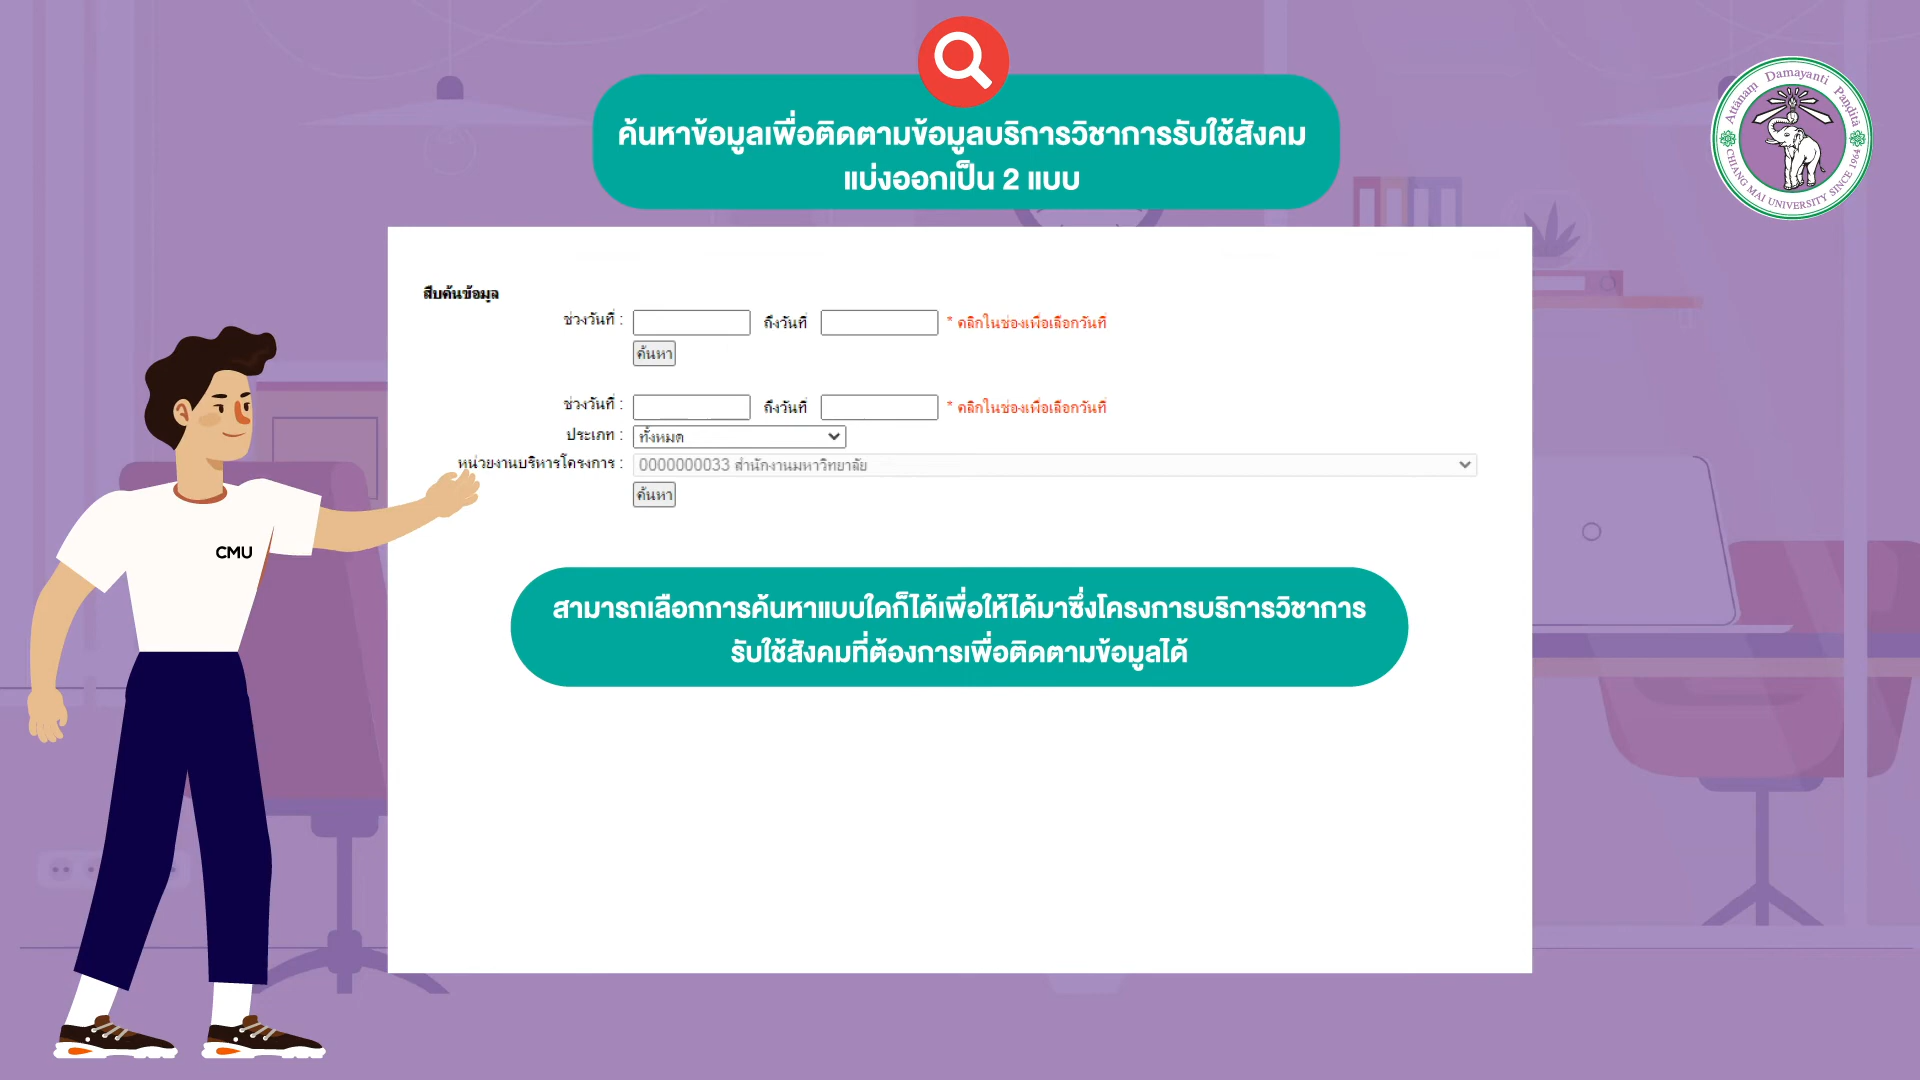 ค้นหาข้อมูลเพื่อติดตามข้อมูลบริการวิชาการรับใช้สังคม
แบ่งออกเป็น 2 แบบ
Attānaṃ Damayanti Paṇḍitā
CHIANG MAI UNIVERSITY SINCE 1964
สืบค้นข้อมูล
ช่วงวันที่ : ถึงวันที่ * คลิกในช่องเพื่อเลือกวันที่
ค้นหา
ช่วงวันที่ : ถึงวันที่ * คลิกในช่องเพื่อเลือกวันที่
ประเภท : ทั้งหมด
หน่วยงานบริหารโครงการ : 0000000033 สำนักงานมหาวิทยาลัย
ค้นหา
CMU
สามารถเลือกการค้นหาแบบใดก็ได้เพื่อให้ได้มาซึ่งโครงการบริการวิชาการ
รับใช้สังคมที่ต้องการเพื่อติดตามข้อมูลได้